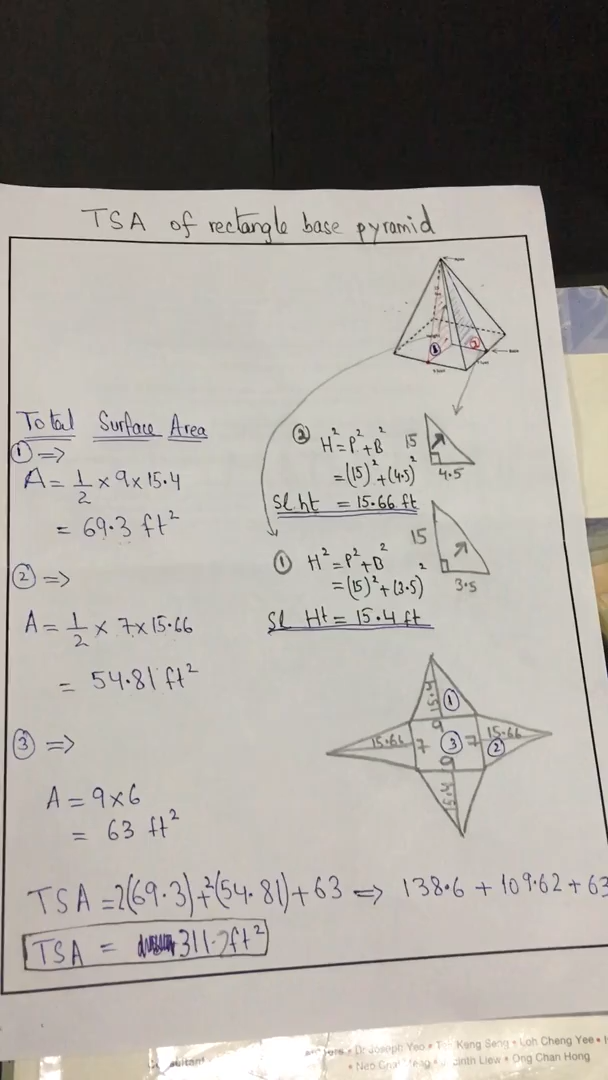 TSA of rectangle base pyramid
Total Surface Area
① =>
A = 1/2 × 9 × 15.4
= 69.3 ft²
② =>
A = 1/2 × 7 × 15.66
= 54.81 ft²
③ =>
A = 9 × 6
= 63 ft²
① ②
② H² = P² + B²
= (15)² + (4.5)²
Sl.ht = 15.66 ft
15
4.5
① H² = P² + B²
= (15)² + (3.5)²
Sl Ht = 15.4 ft
15
3.5
15.4 ①
9
15.66 7 ③ 7 15.66 ②
9
15.4
TSA = 2(69.3) + 2(54.81) + 63 => 138.6 + 109.62 + 63
TSA = 311.2 ft²
Dr Joseph Yeo • Keng Seng • Loh Cheng Yee •
Liew • Ong Chan Hong